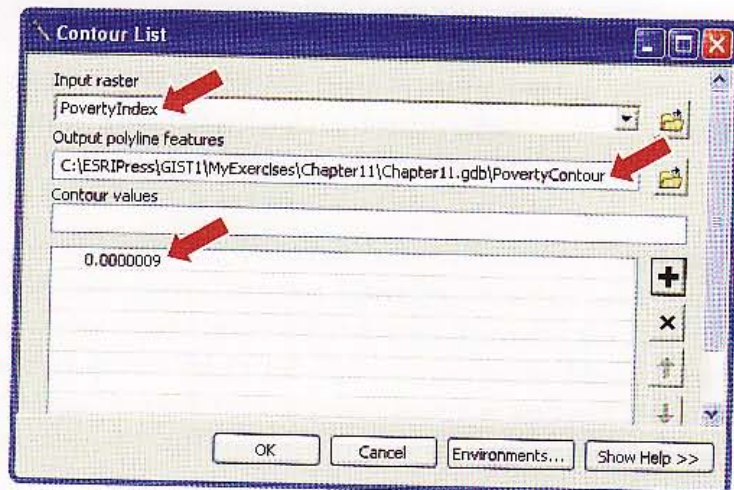 Contour List
Input raster
PovertyIndex
Output polyline features
C:\ESRIPress\GIST1\MyExercises\Chapter11\Chapter11.gdb\PovertyContour
Contour values
0.0000009
OK Cancel Environments... Show Help >>